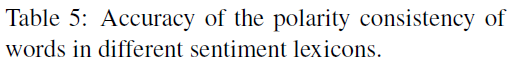 Table 5: Accuracy of the polarity consistency of
words in different sentiment lexicons.